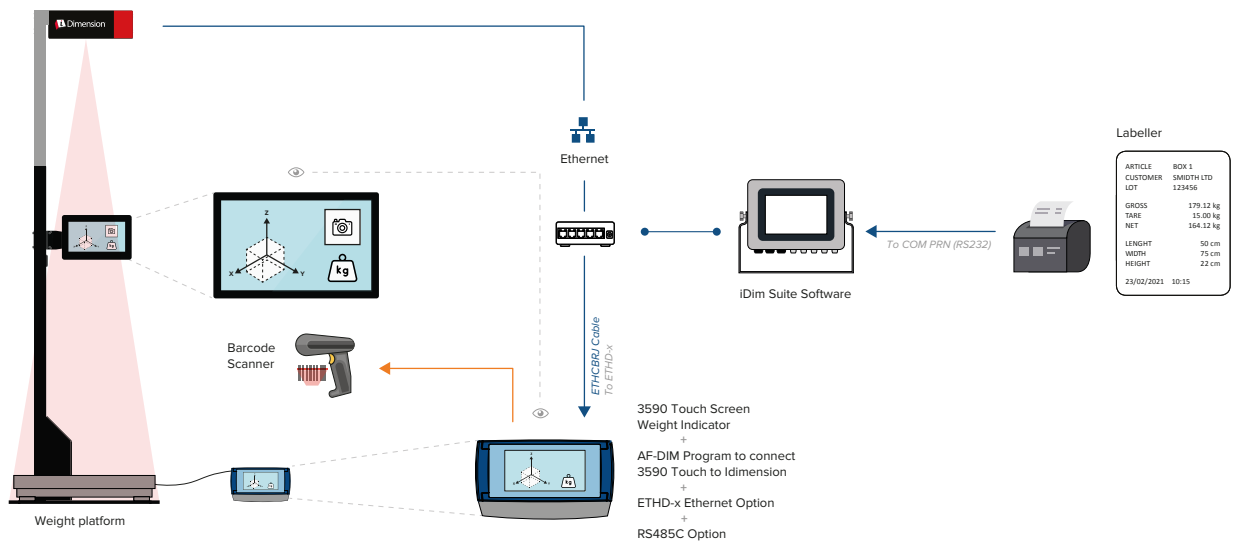 Dimension
Ethernet
Labeller
ARTICLE BOX 1
CUSTOMER SMIDTH LTD
LOT 123456
GROSS 179.12 kg
TARE 15.00 kg
NET 164.12 kg
LENGHT 50 cm
WIDTH 75 cm
HEIGHT 22 cm
23/02/2021 10:15
Z
X
Y
kg
To COM PRN (RS232)
iDim Suite Software
Barcode
Scanner
ETHCBRJ Cable
To ETHD-x
3590 Touch Screen
Weight Indicator
+
AF-DIM Program to connect
3590 Touch to Idimension
+
ETHD-x Ethernet Option
+
RS485C Option
kg
Weight platform